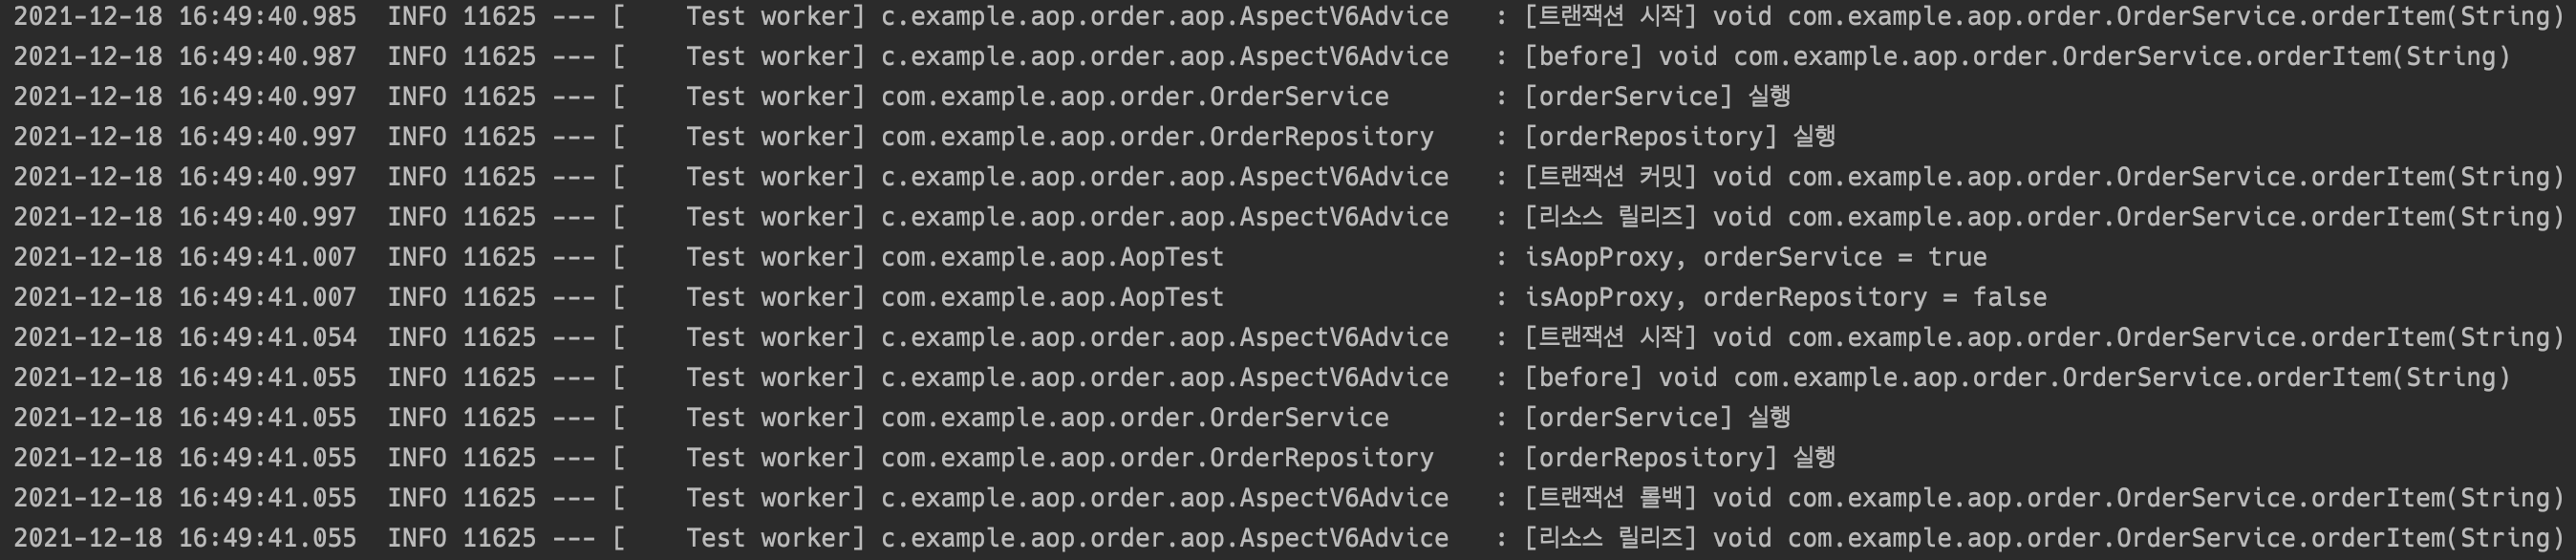 2021-12-18 16:49:40.985  INFO 11625 --- [    Test worker] c.example.aop.order.aop.AspectV6Advice   : [트랜잭션 시작] void com.example.aop.order.OrderService.orderItem(String)
2021-12-18 16:49:40.987  INFO 11625 --- [    Test worker] c.example.aop.order.aop.AspectV6Advice   : [before] void com.example.aop.order.OrderService.orderItem(String)
2021-12-18 16:49:40.997  INFO 11625 --- [    Test worker] com.example.aop.order.OrderService       : [orderService] 실행
2021-12-18 16:49:40.997  INFO 11625 --- [    Test worker] com.example.aop.order.OrderRepository    : [orderRepository] 실행
2021-12-18 16:49:40.997  INFO 11625 --- [    Test worker] c.example.aop.order.aop.AspectV6Advice   : [트랜잭션 커밋] void com.example.aop.order.OrderService.orderItem(String)
2021-12-18 16:49:40.997  INFO 11625 --- [    Test worker] c.example.aop.order.aop.AspectV6Advice   : [리소스 릴리즈] void com.example.aop.order.OrderService.orderItem(String)
2021-12-18 16:49:41.007  INFO 11625 --- [    Test worker] com.example.aop.AopTest                  : isAopProxy, orderService = true
2021-12-18 16:49:41.007  INFO 11625 --- [    Test worker] com.example.aop.AopTest                  : isAopProxy, orderRepository = false
2021-12-18 16:49:41.054  INFO 11625 --- [    Test worker] c.example.aop.order.aop.AspectV6Advice   : [트랜잭션 시작] void com.example.aop.order.OrderService.orderItem(String)
2021-12-18 16:49:41.055  INFO 11625 --- [    Test worker] c.example.aop.order.aop.AspectV6Advice   : [before] void com.example.aop.order.OrderService.orderItem(String)
2021-12-18 16:49:41.055  INFO 11625 --- [    Test worker] com.example.aop.order.OrderService       : [orderService] 실행
2021-12-18 16:49:41.055  INFO 11625 --- [    Test worker] com.example.aop.order.OrderRepository    : [orderRepository] 실행
2021-12-18 16:49:41.055  INFO 11625 --- [    Test worker] c.example.aop.order.aop.AspectV6Advice   : [트랜잭션 롤백] void com.example.aop.order.OrderService.orderItem(String)
2021-12-18 16:49:41.055  INFO 11625 --- [    Test worker] c.example.aop.order.aop.AspectV6Advice   : [리소스 릴리즈] void com.example.aop.order.OrderService.orderItem(String)